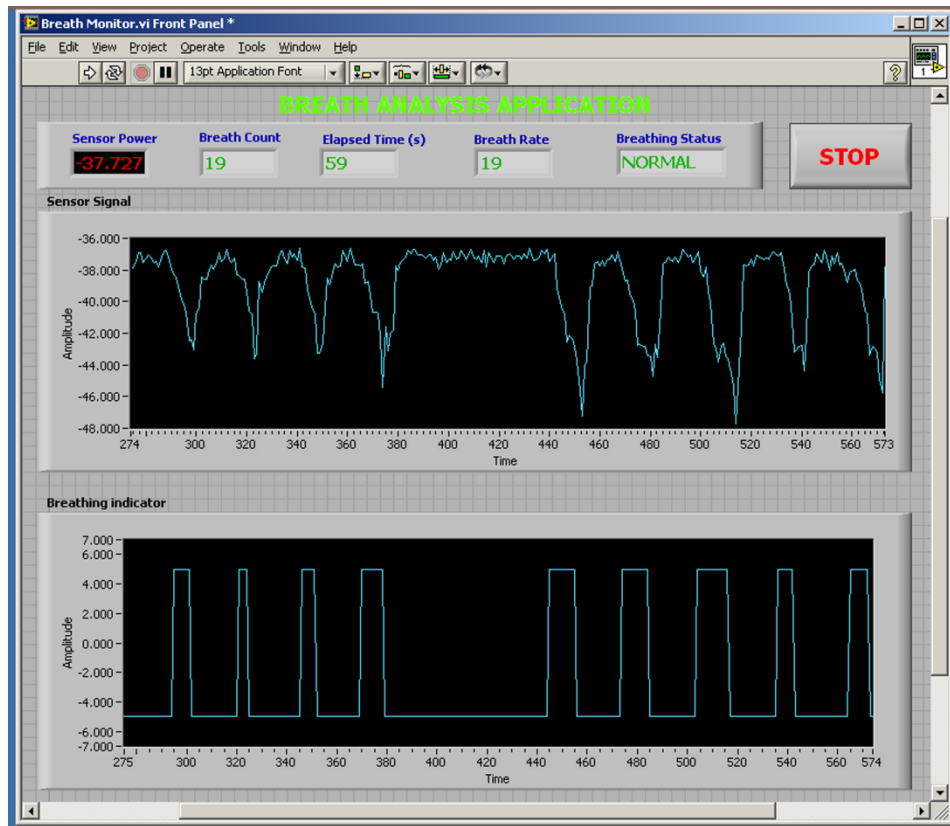 Breath Monitor.vi Front Panel *
File Edit View Project Operate Tools Window Help
13pt Application Font
? 1
BREATH ANALYSIS APPLICATION
Sensor Power Breath Count Elapsed Time (s) Breath Rate Breathing Status
-37.727 19 59 19 NORMAL
STOP
Sensor Signal
-36.000
-38.000
-40.000
-42.000
-44.000
-46.000
-48.000
Amplitude
274 300 320 340 360 380 400 420 440 460 480 500 520 540 560 573
Time
Breathing indicator
7.000
6.000
4.000
2.000
0.000
-2.000
-4.000
-6.000
-7.000
Amplitude
275 300 320 340 360 380 400 420 440 460 480 500 520 540 560 574
Time